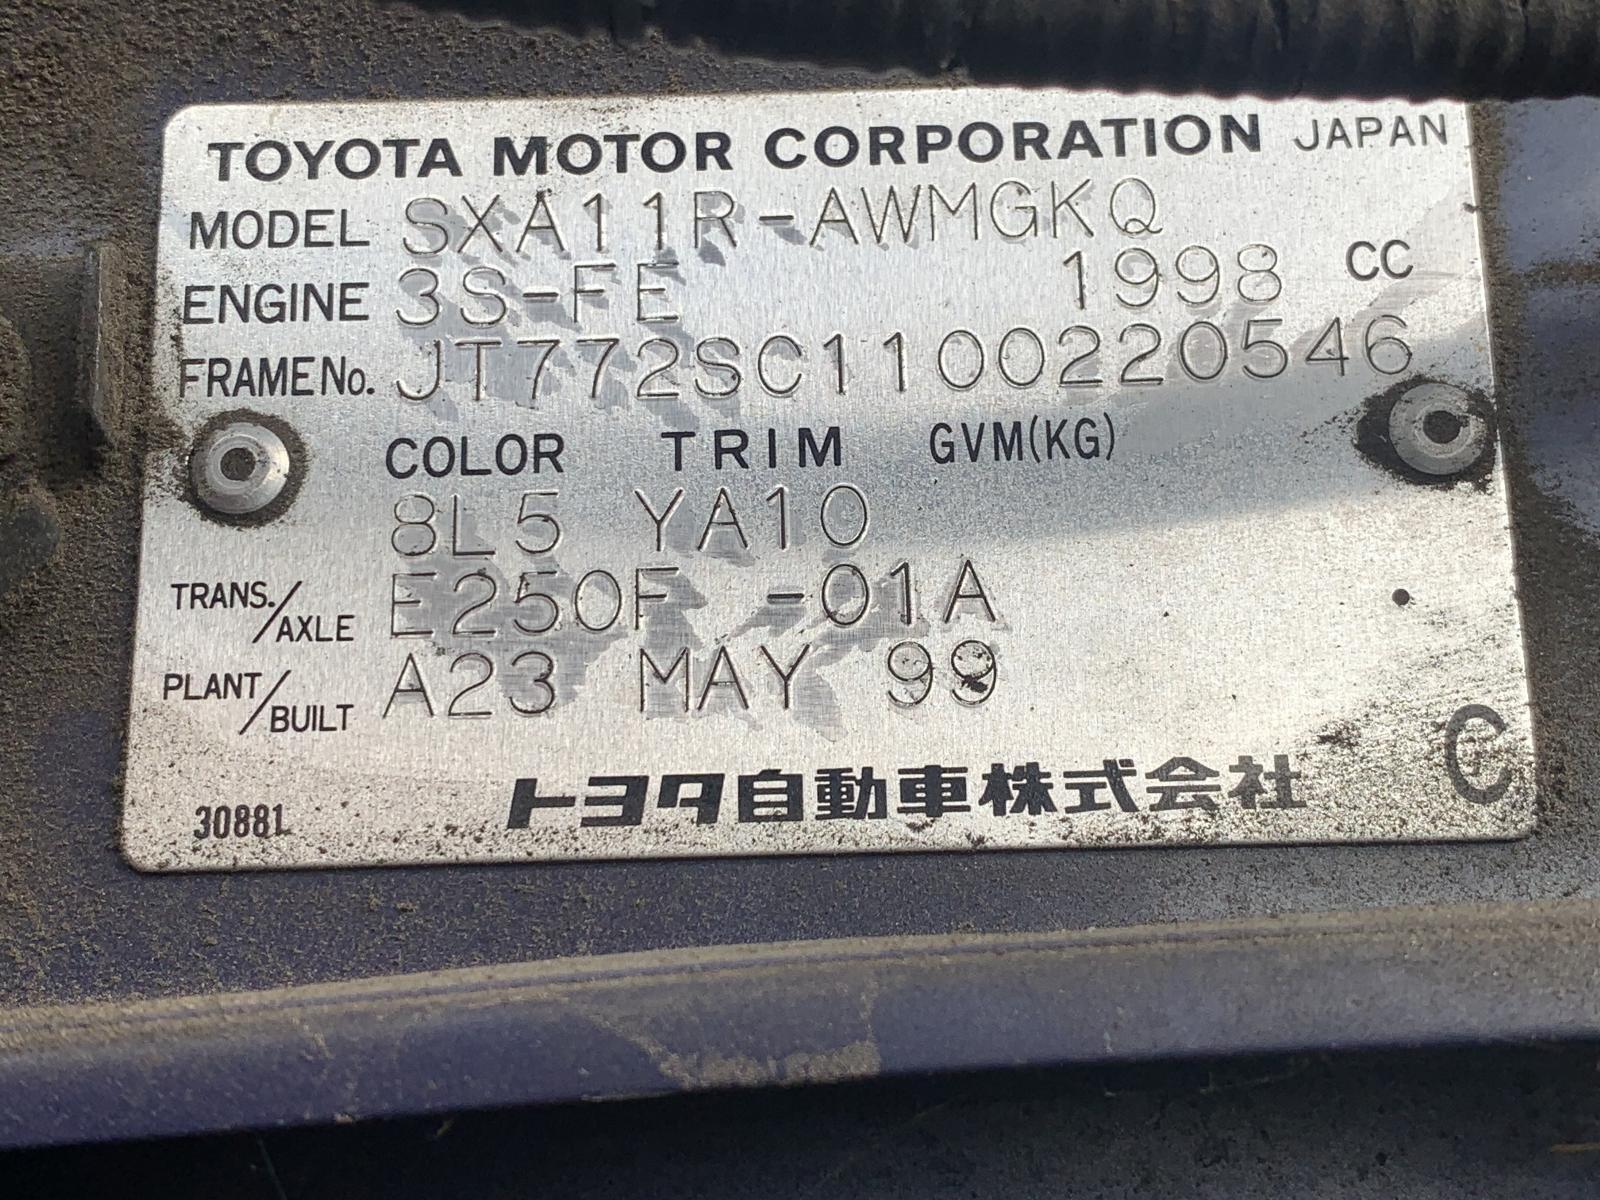 TOYOTA MOTOR CORPORATION JAPAN
MODEL SXA11R-AWMGKQ
ENGINE 3S-FE 1998 CC
FRAME No. JT772SC1100220546
COLOR TRIM GVM(KG)
8L5 YA10
TRANS./AXLE E250F -01A
PLANT/BUILT A23 MAY 99
トヨタ自動車株式会社 C
30881